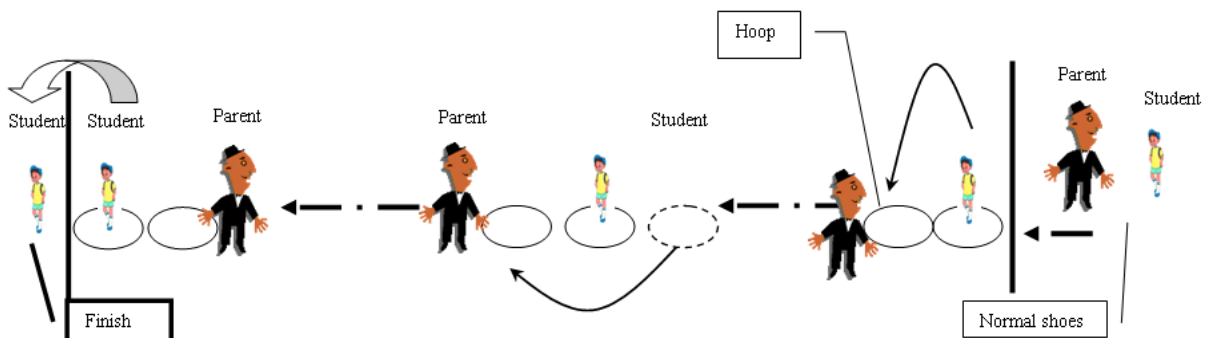 Hoop
Parent
Student
Student
Student
Parent
Parent
Student
Finish
Normal shoes